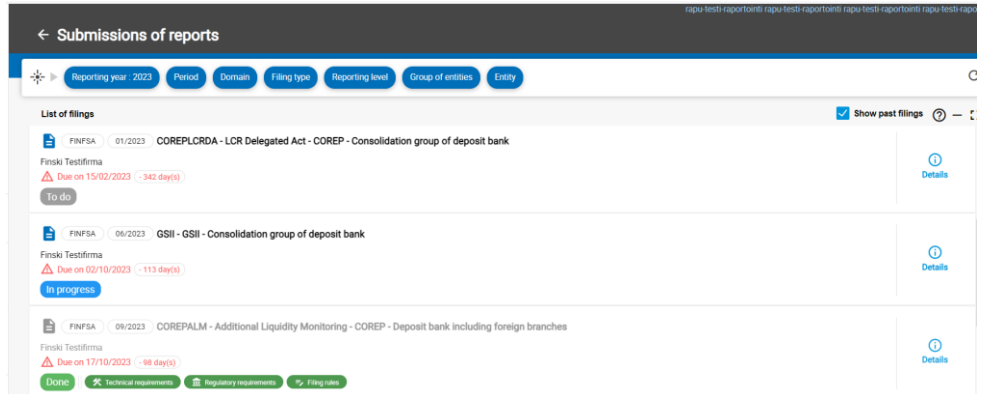 rapu-testi-raportointi rapu-testi-raportointi rapu-testi-raportointi rapu-testi-rapo
Submissions of reports
Reporting year : 2023 Period Domain Filing type Reporting level Group of entities Entity
List of filings Show past filings
FINFSA 01/2023 COREPLCRDA - LCR Delegated Act - COREP - Consolidation group of deposit bank
Finski Testifirma
Due on 15/02/2023 - 342 day(s)
To do
Details
FINFSA 06/2023 GSII - GSII - Consolidation group of deposit bank
Finski Testifirma
Due on 02/10/2023 - 113 day(s)
In progress
Details
FINFSA 09/2023 COREPALM - Additional Liquidity Monitoring - COREP - Deposit bank including foreign branches
Finski Testifirma
Due on 17/10/2023 - 98 day(s)
Done Technical requirements Regulatory requirements Filing rules
Details